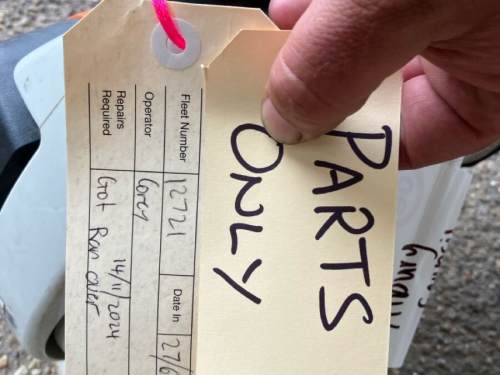 PARTS
ONLY
Fleet Number 12721 Date In 27/6
Operator Corey
Repairs Required 14/11/2024
Got Ran over